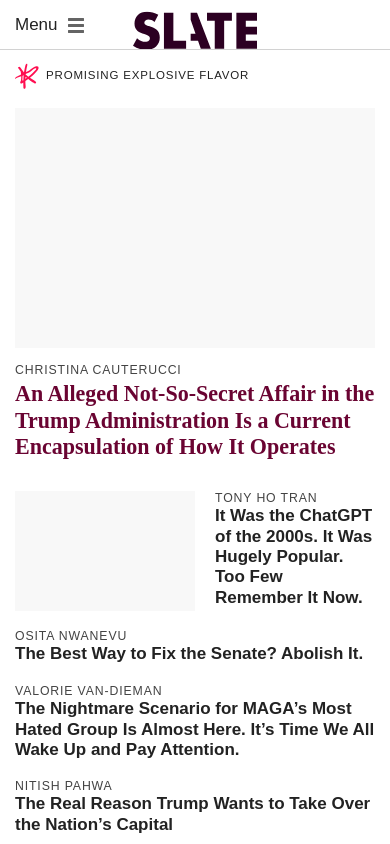 Menu
SLATE
PROMISING EXPLOSIVE FLAVOR
CHRISTINA CAUTERUCCI
An Alleged Not-So-Secret Affair in the
Trump Administration Is a Current
Encapsulation of How It Operates
TONY HO TRAN
It Was the ChatGPT
of the 2000s. It Was
Hugely Popular.
Too Few
Remember It Now.
OSITA NWANEVU
The Best Way to Fix the Senate? Abolish It.
VALORIE VAN-DIEMAN
The Nightmare Scenario for MAGA’s Most
Hated Group Is Almost Here. It’s Time We All
Wake Up and Pay Attention.
NITISH PAHWA
The Real Reason Trump Wants to Take Over
the Nation’s Capital